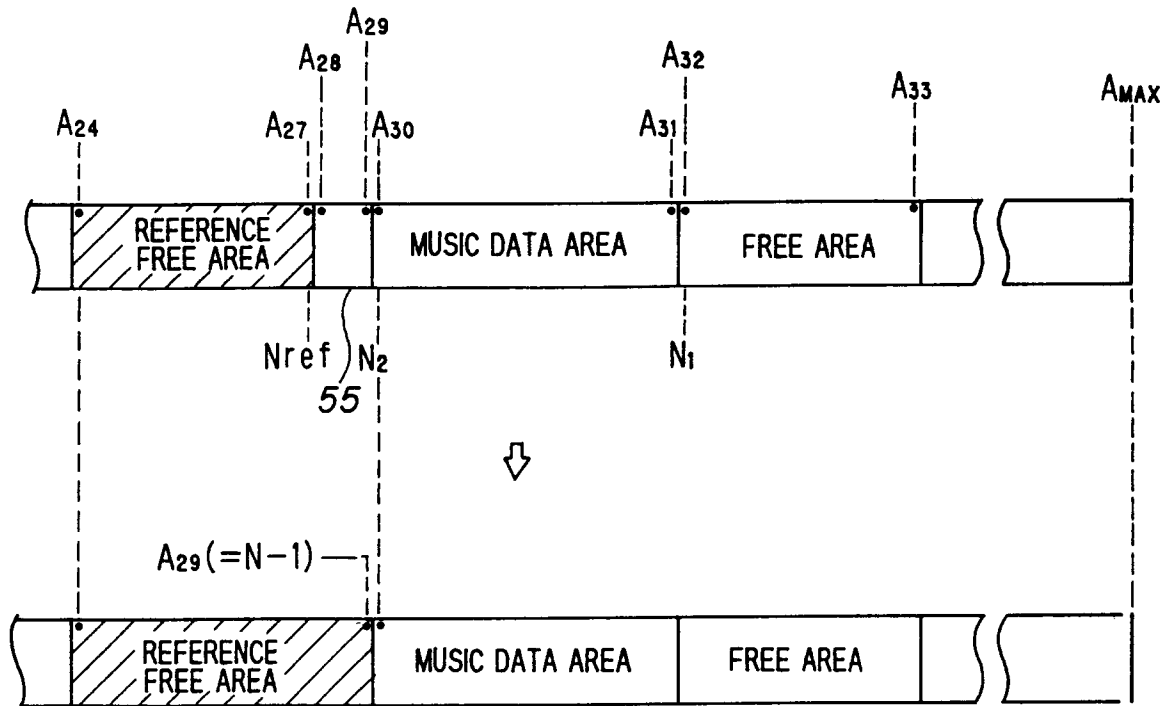 A29
A28 A32
A24 A27 A30 A31 A33 AMAX
REFERENCE
FREE AREA
MUSIC DATA AREA
FREE AREA
Nref N2 N1
55
A29(=N-1)
REFERENCE
FREE AREA
MUSIC DATA AREA
FREE AREA